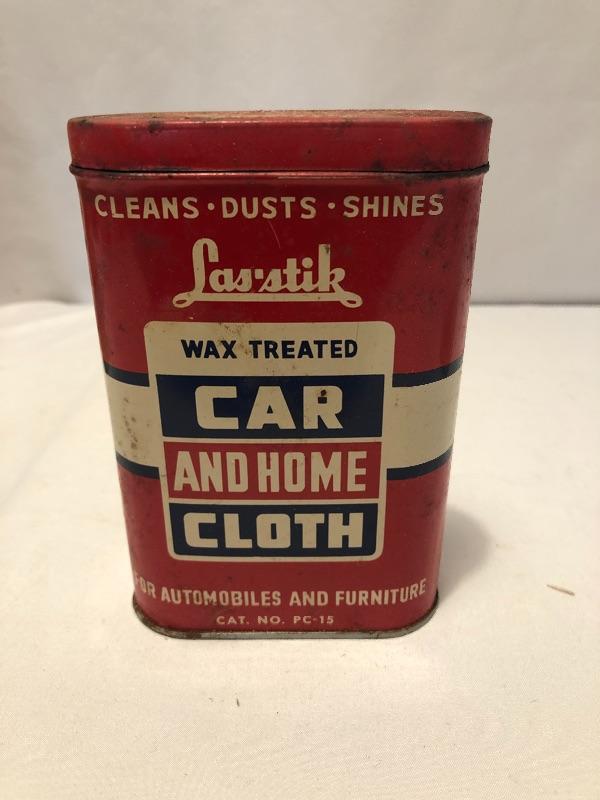 CLEANS · DUSTS · SHINES
Las-stik
WAX TREATED
CAR
AND HOME
CLOTH
FOR AUTOMOBILES AND FURNITURE
CAT. NO. PC-15